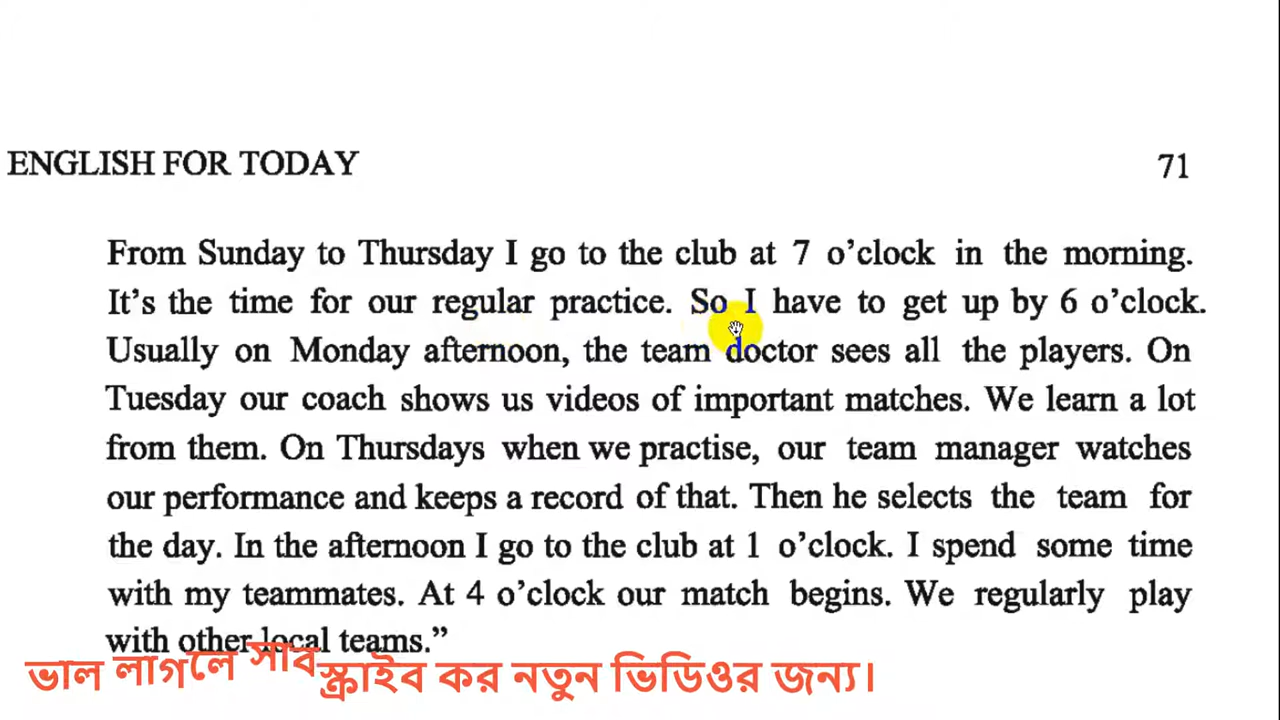 ENGLISH FOR TODAY 71
From Sunday to Thursday I go to the club at 7 o’clock in the morning.
It’s the time for our regular practice. So I have to get up by 6 o’clock.
Usually on Monday afternoon, the team doctor sees all the players. On
Tuesday our coach shows us videos of important matches. We learn a lot
from them. On Thursdays when we practise, our team manager watches
our performance and keeps a record of that. Then he selects the team for
the day. In the afternoon I go to the club at 1 o’clock. I spend some time
with my teammates. At 4 o’clock our match begins. We regularly play
with other local teams.”
ভাল লাগলে সাবস্ক্রাইব কর নতুন ভিডিওর জন্য।